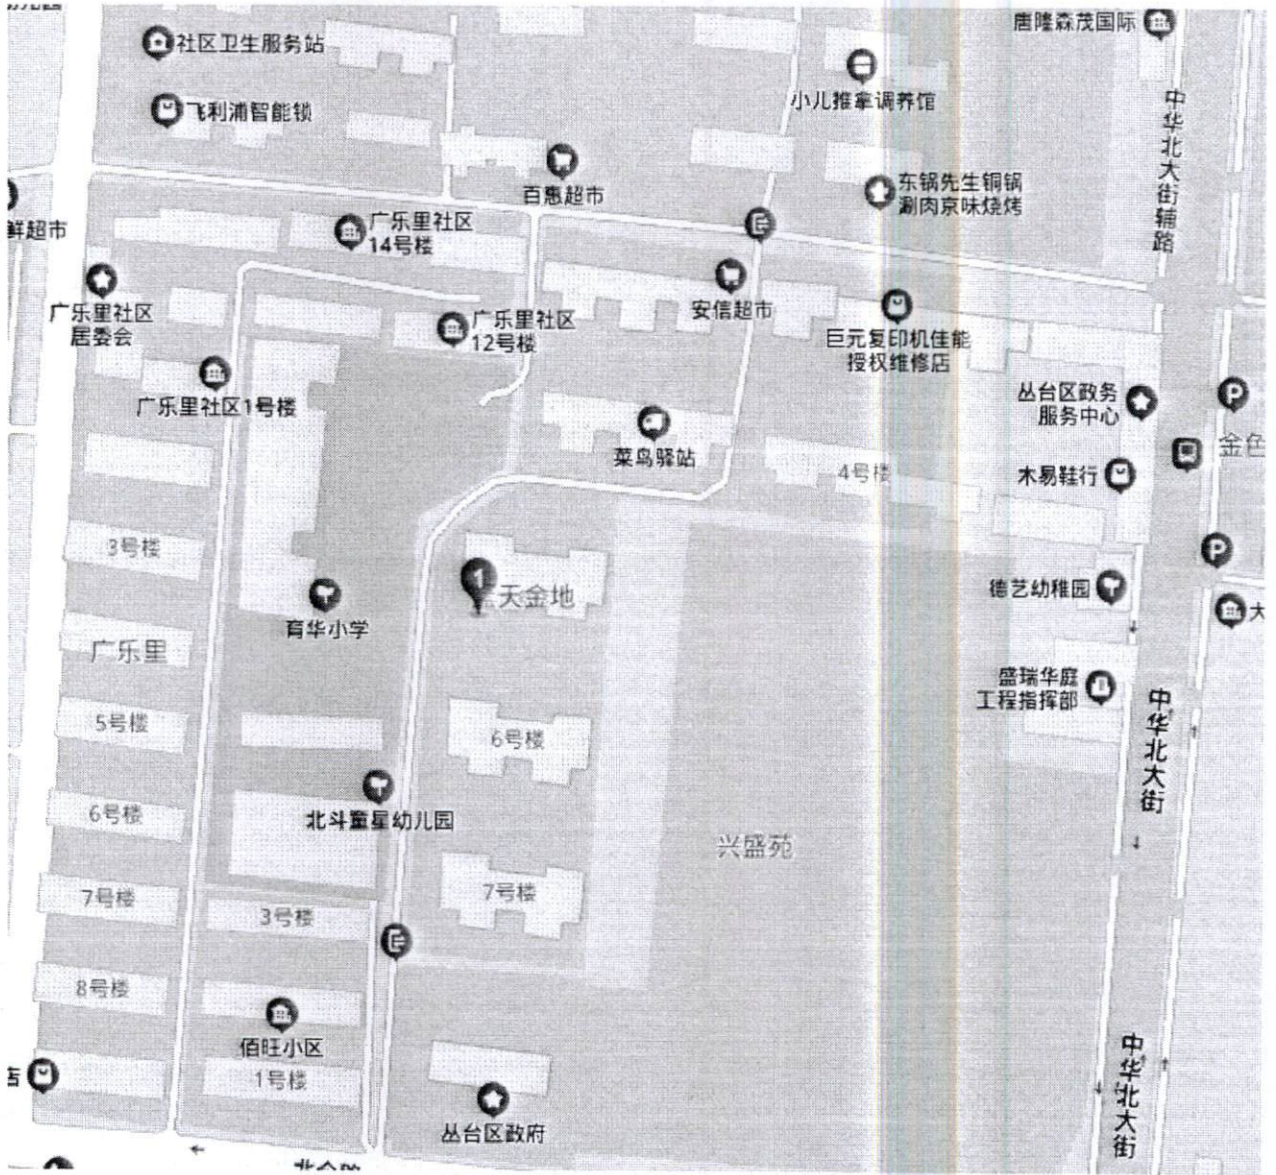 社区卫生服务站
唐隆森茂国际
小儿推拿调养馆
飞利浦智能锁
中华北大街辅路
百惠超市
东锅先生铜锅
涮肉京味烧烤
鲜超市
广乐里社区
14号楼
广乐里社区
居委会
安信超市
广乐里社区
12号楼
巨元复印机佳能
授权维修店
广乐里社区1号楼
丛台区政务
服务中心
P
菜鸟驿站
4号楼
木易鞋行
金色
3号楼
P
1
天金地
德艺幼稚园
大
育华小学
广乐里
盛瑞华庭
工程指挥部
中华北大街
5号楼
6号楼
6号楼
北斗童星幼儿园
兴盛苑
7号楼
7号楼
3号楼
8号楼
佰旺小区
店
1号楼
丛台区政府
中华北大街